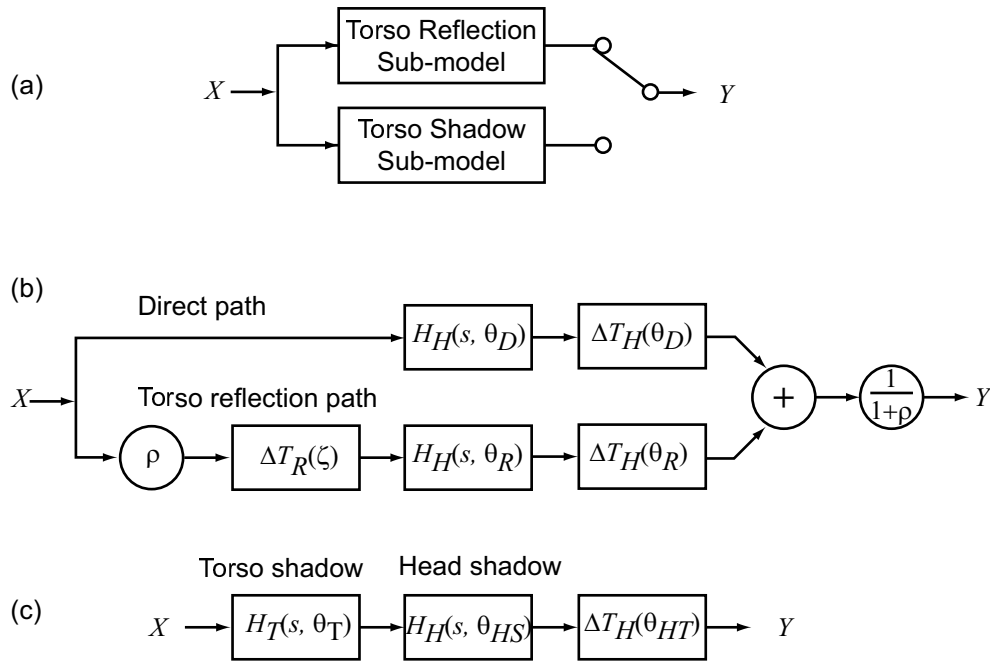 (a)
X
Torso Reflection
Sub-model
Torso Shadow
Sub-model
Y
(b)
Direct path
H_H(s, θ_D)
ΔT_H(θ_D)
X
Torso reflection path
ρ
ΔT_R(ζ)
H_H(s, θ_R)
ΔT_H(θ_R)
+
1
1+ρ
Y
(c)
Torso shadow
Head shadow
X
H_T(s, θ_T)
H_H(s, θ_HS)
ΔT_H(θ_HT)
Y